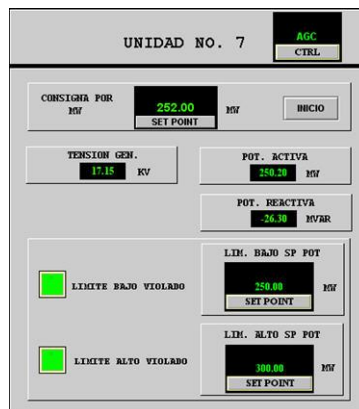 UNIDAD NO. 7
AGC
CTRL
CONSIGNA POR
MW
252.00
MW
SET POINT
INICIO
TENSION GEN.
17.15 KV
POT. ACTIVA
250.20 MW
POT. REACTIVA
-26.30 MVAR
LIM. BAJO SP POT
LIMITE BAJO VIOLADO
250.00 MW
SET POINT
LIM. ALTO SP POT
LIMITE ALTO VIOLADO
300.00 MW
SET POINT